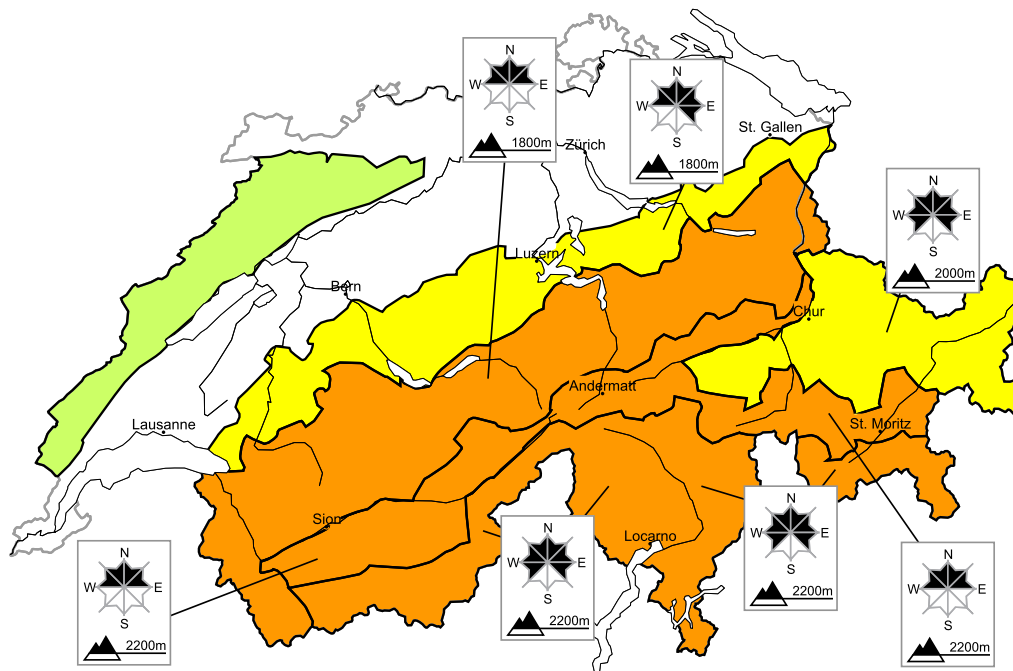 N
W E
S
1800m
N
W E
S
1800m
Zürich
St. Gallen
N
W E
S
2000m
Luzern
Bern
Chur
Andermatt
Lausanne
St. Moritz
Sion
Locarno
N
W E
S
2200m
N
W E
S
2200m
N
W E
S
2200m
N
W E
S
2200m